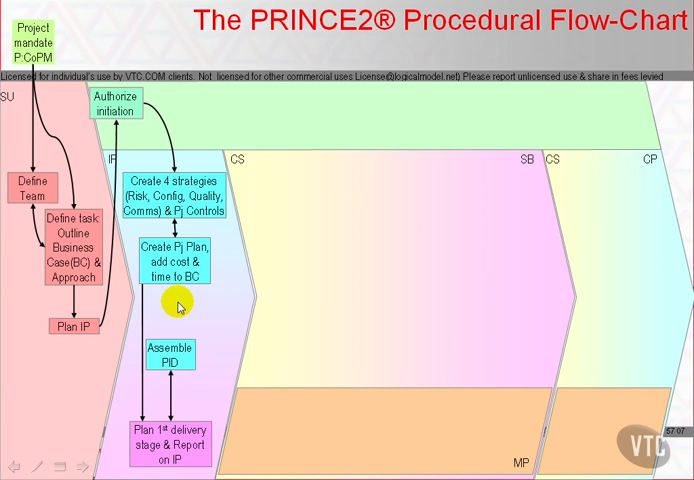 The PRINCE2® Procedural Flow-Chart
Project
mandate
P:CoPM
Licensed for individual's use by VTC.COM clients. Not licensed for other commercial uses License@logicalmodel.net) Please report unlicensed use & share in fees levied
SU
Authorize
initiation
IP
CS
SB
CS
CP
Define
Team
Create 4 strategies
(Risk, Config, Quality,
Comms) & Pj Controls
Define task:
Outline
Business
Case(BC) &
Approach
Create Pj Plan,
add cost &
time to BC
Plan IP
Assemble
PID
Plan 1st delivery
stage & Report
on IP
57 07
VTC
MP